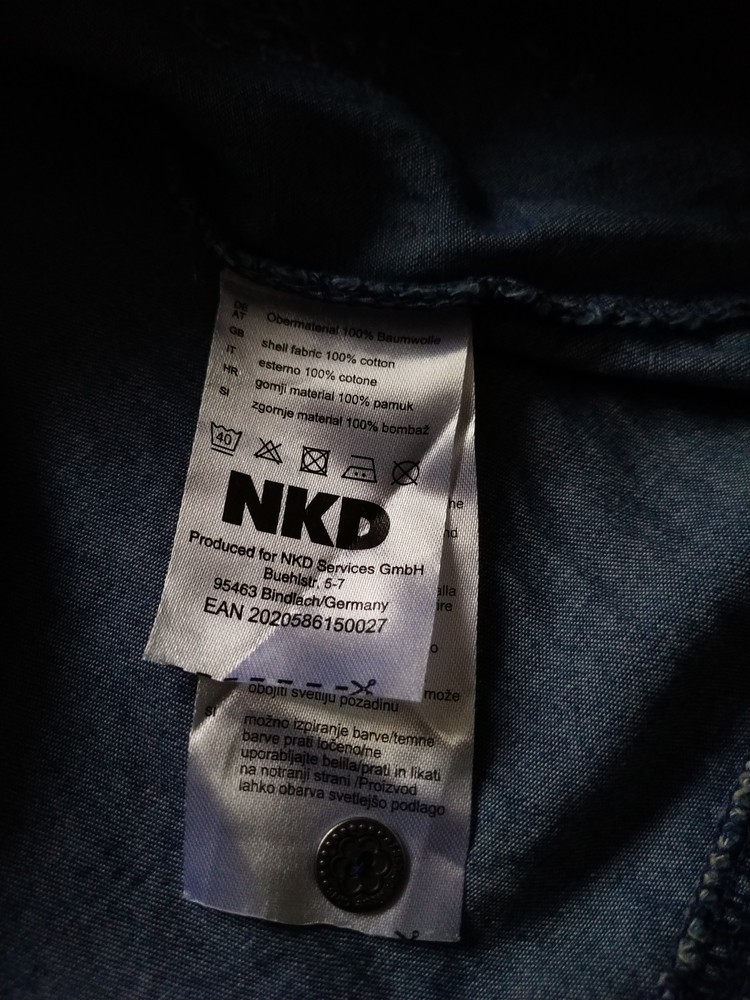 DE
AT Obermaterial 100% Baumwolle
GB shell fabric 100% cotton
IT esterno 100% cotone
HR gornji material 100% pamuk
SI zgornje material 100% bombaž
40
NKD
Produced for NKD Services GmbH
Buehlstr. 5-7
95463 Bindlach/Germany
EAN 2020586150027
obojiti svetliju pozadinu
može
SI možno izpiranje barve/temne
barve prati ločeno/ne
uporabljajte belila/prati in likati
na notranji strani /Proizvod
lahko obarva svetlejšo podlago